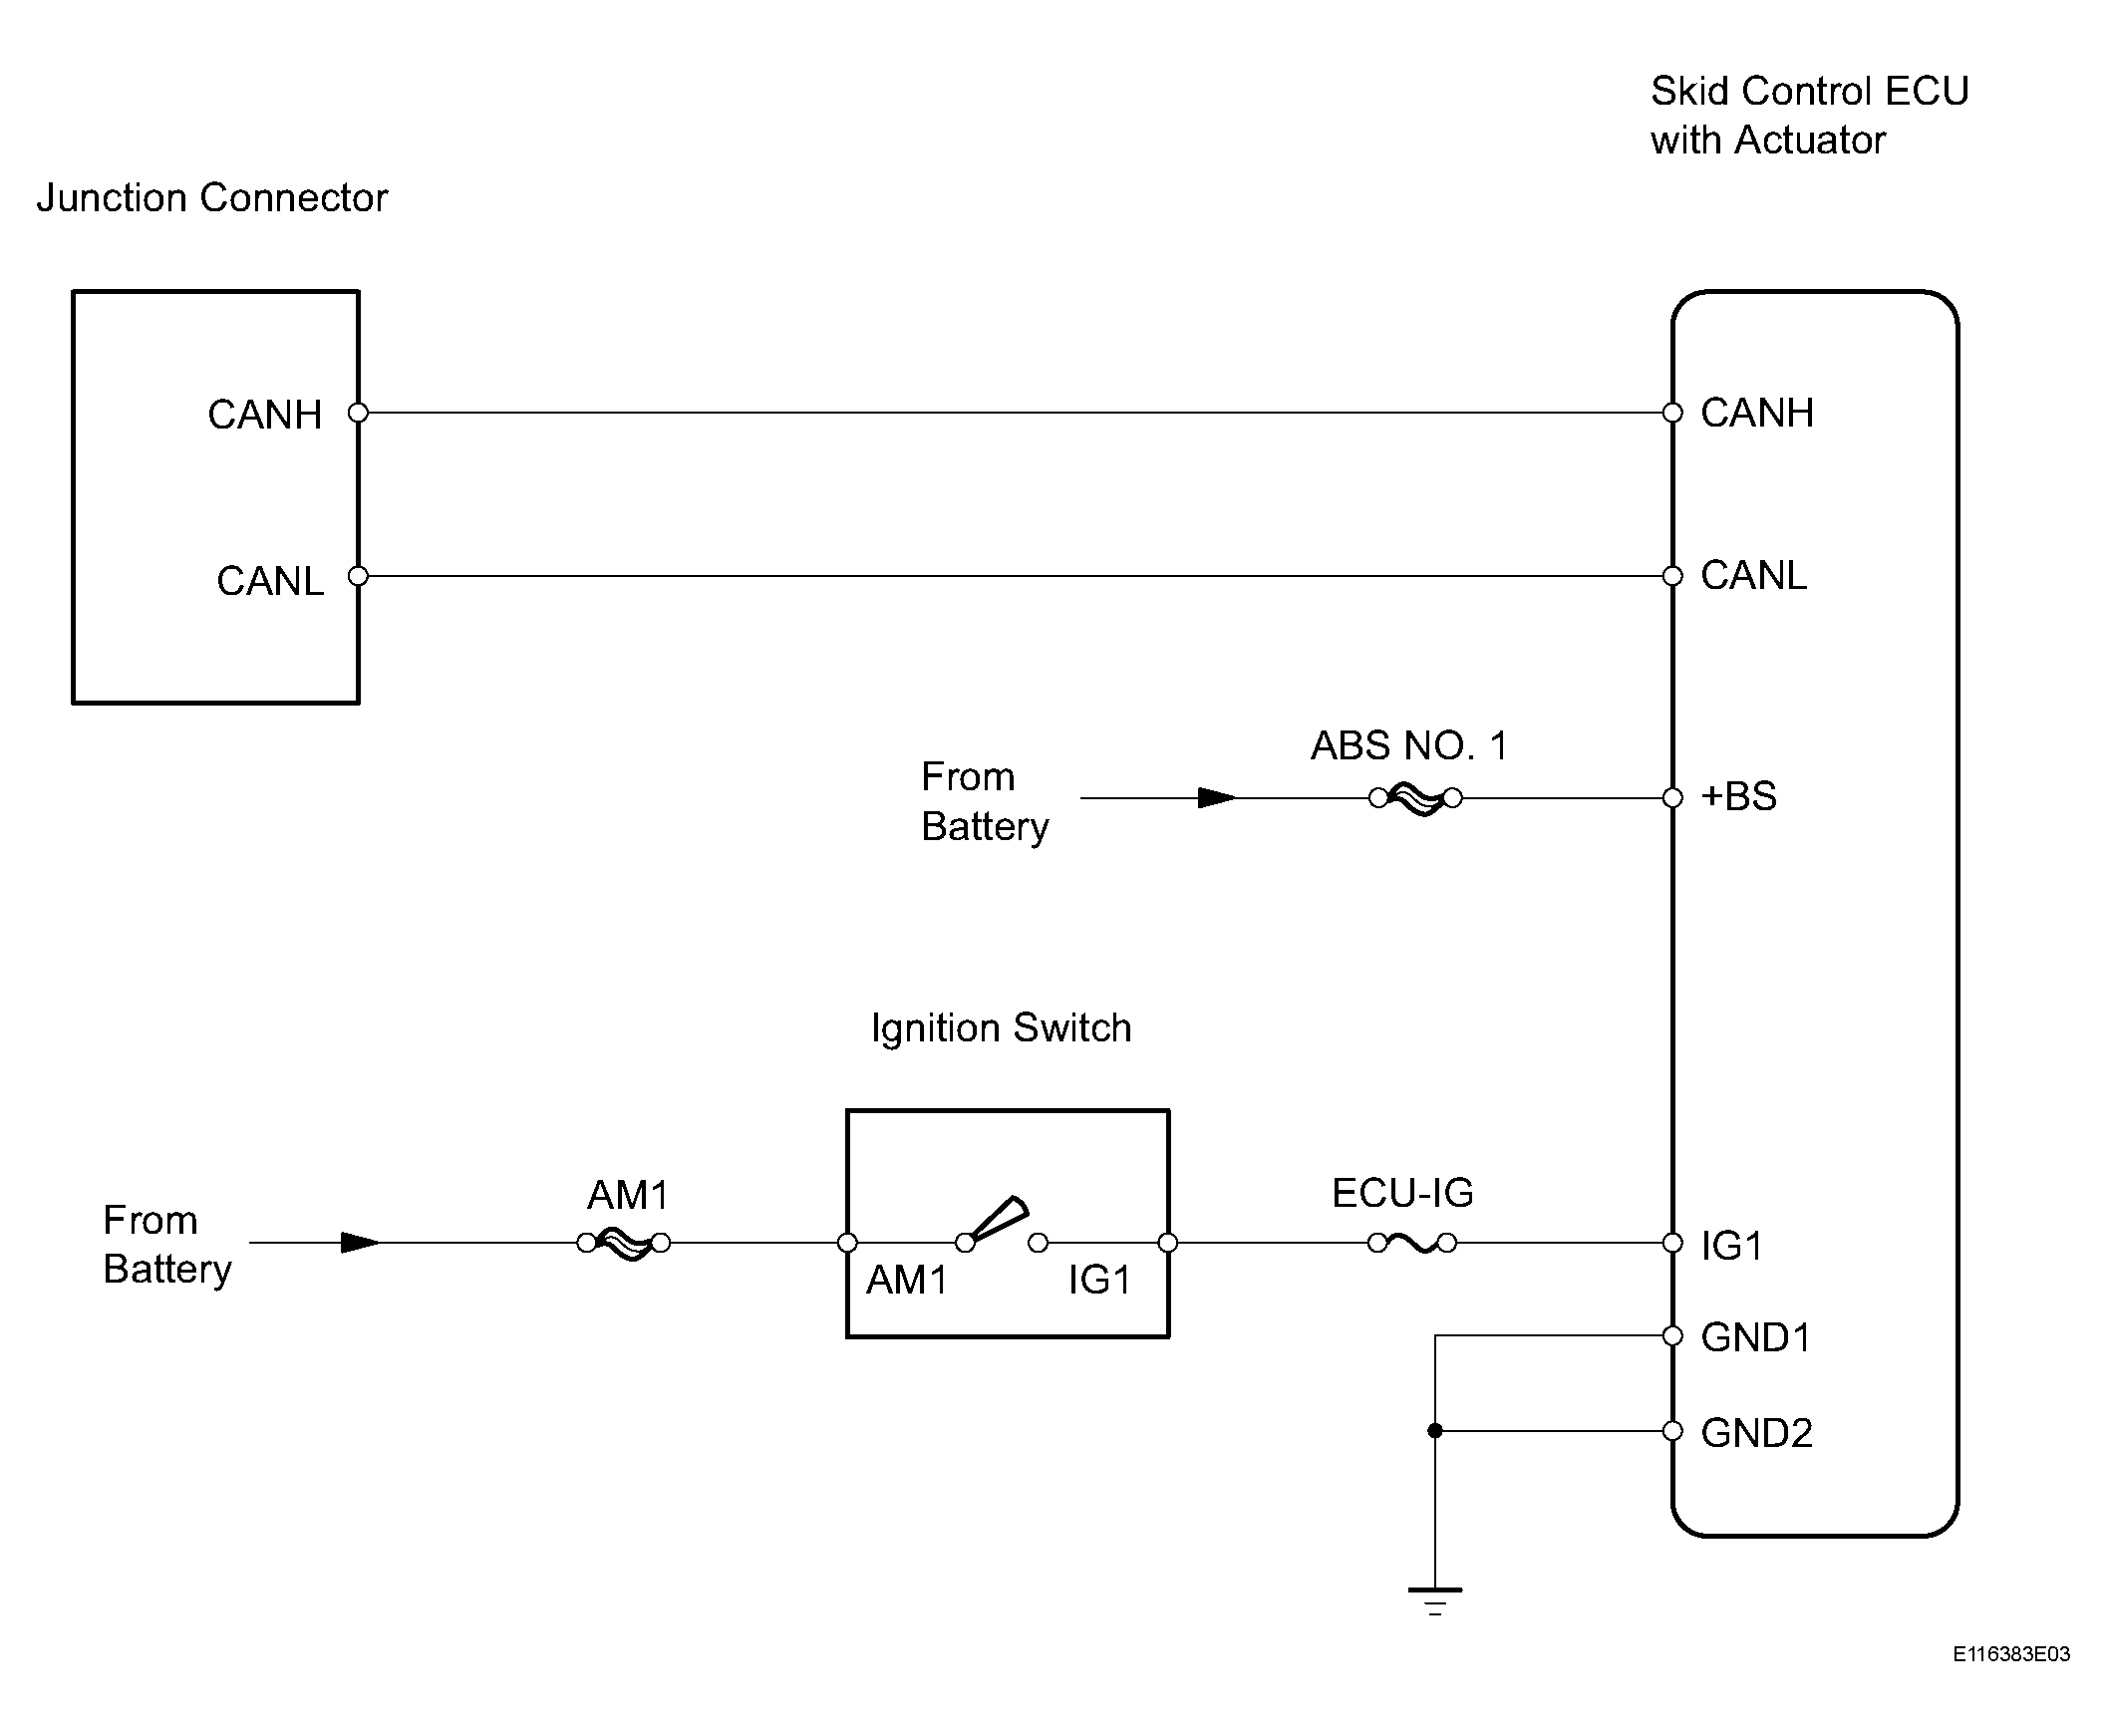 Skid Control ECU
with Actuator
Junction Connector
CANH
CANH
CANL
CANL
ABS NO. 1
From
Battery
+BS
Ignition Switch
AM1
ECU-IG
From
Battery
AM1
IG1
IG1
GND1
GND2
E116383E03